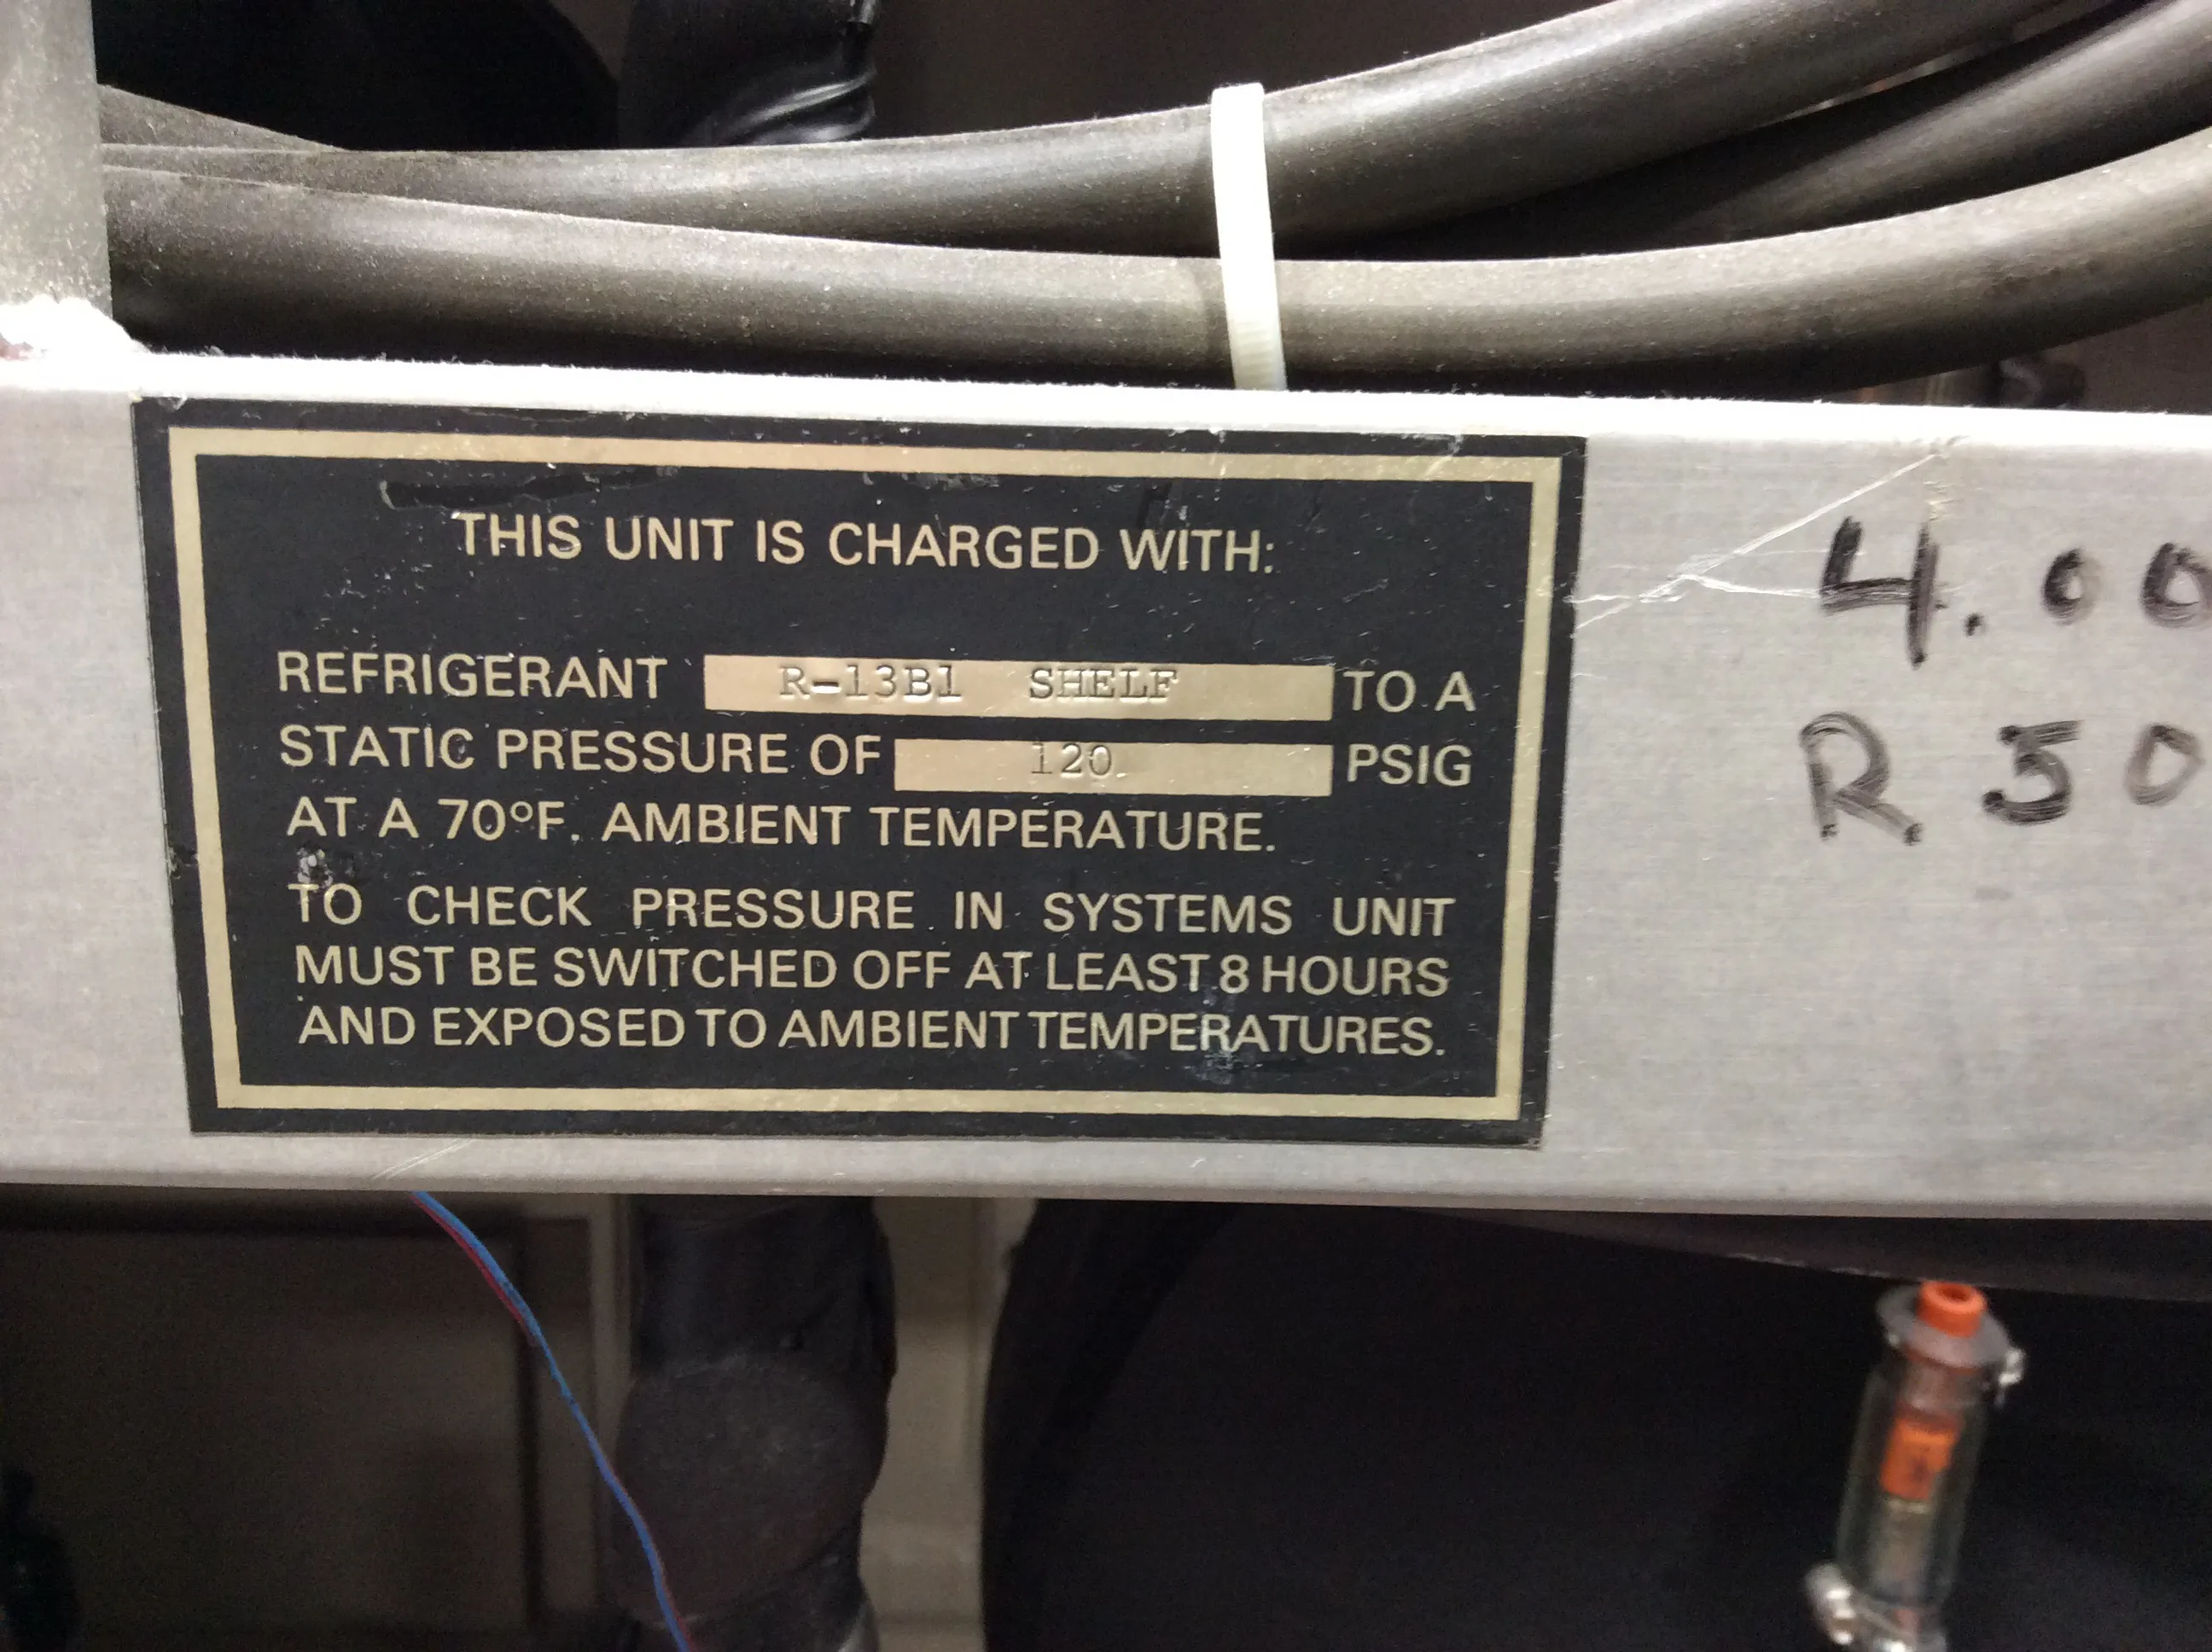 THIS UNIT IS CHARGED WITH:
REFRIGERANT R-13B1 SHELF TO A
STATIC PRESSURE OF 120 PSIG
AT A 70°F. AMBIENT TEMPERATURE.
TO CHECK PRESSURE IN SYSTEMS UNIT
MUST BE SWITCHED OFF AT LEAST 8 HOURS
AND EXPOSED TO AMBIENT TEMPERATURES.
4.00
R 50